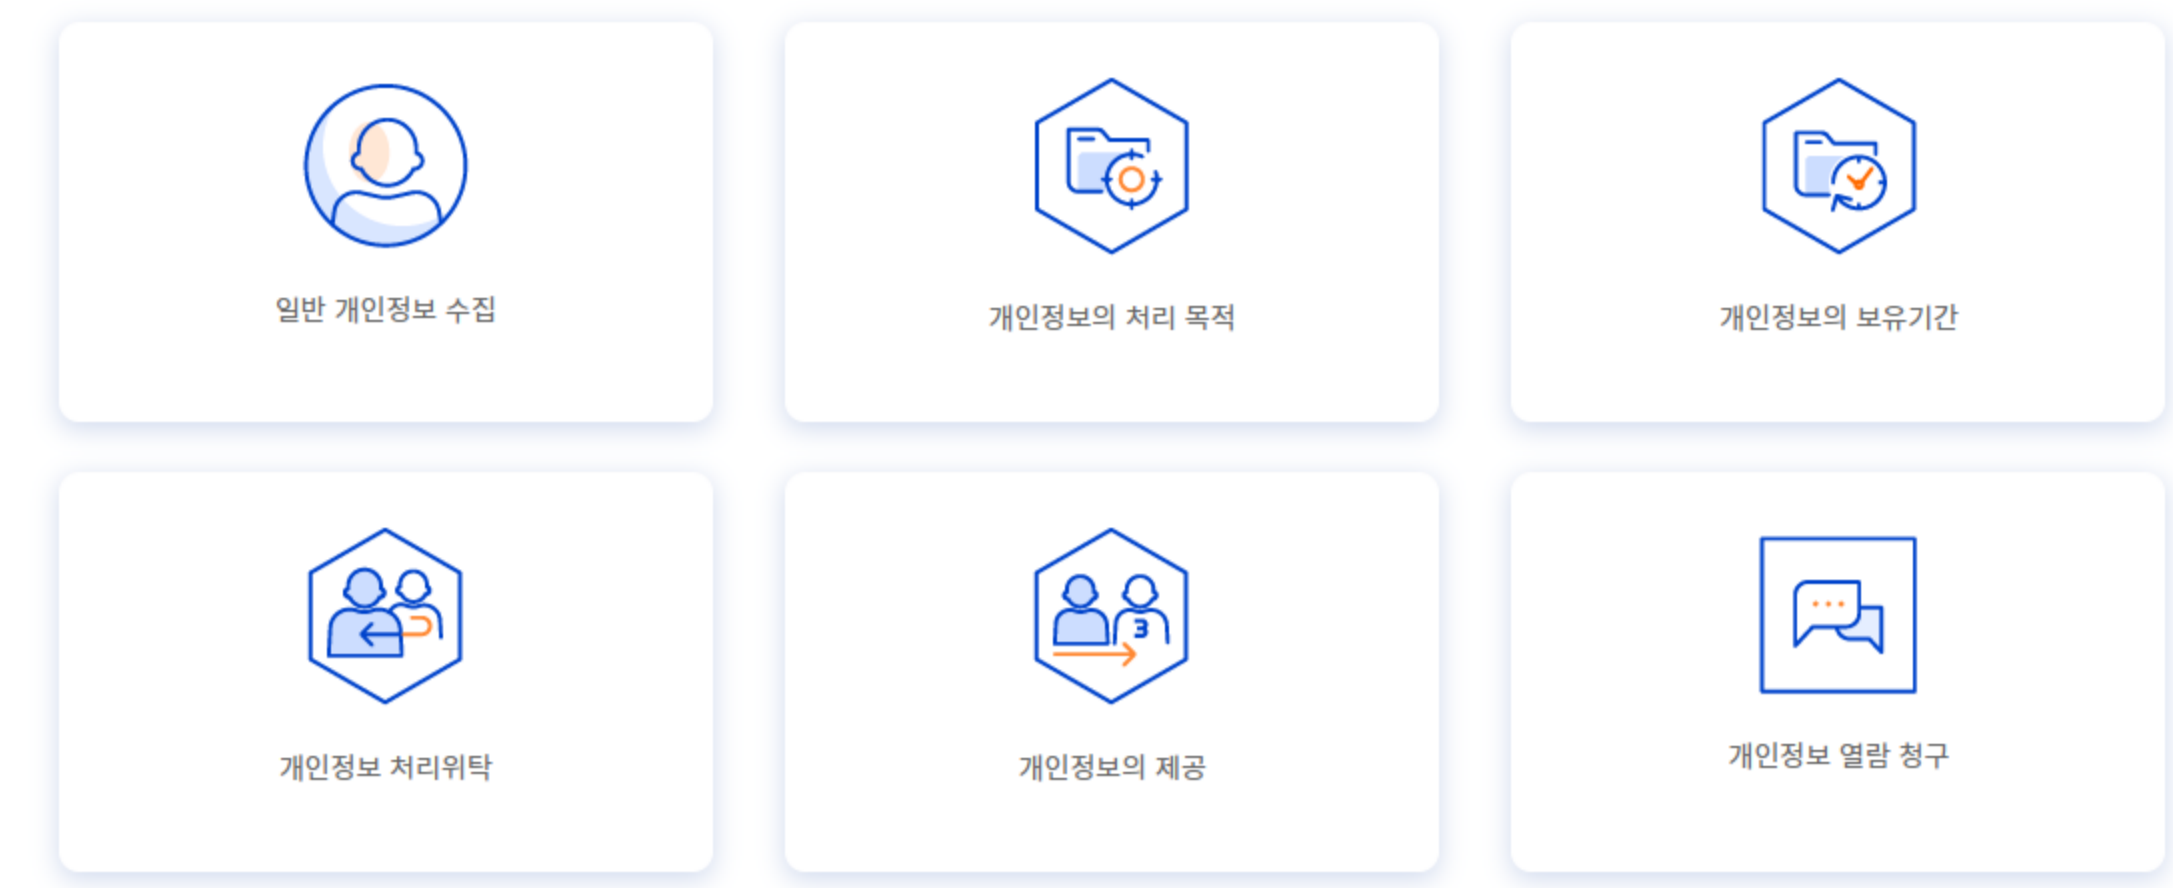 일반 개인정보 수집
개인정보의 처리 목적
개인정보의 보유기간
3
개인정보 처리위탁
개인정보의 제공
개인정보 열람 청구